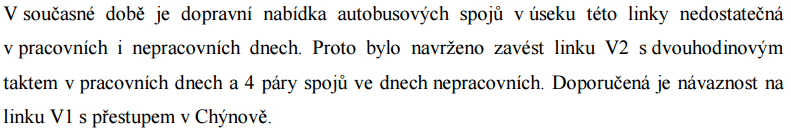 V současné době je dopravní nabídka autobusových spojů v úseku této linky nedostatečná
v pracovních i nepracovních dnech. Proto bylo navrženo zavést linku V2 s dvouhodinovým
taktem v pracovních dnech a 4 páry spojů ve dnech nepracovních. Doporučená je návaznost na
linku V1 s přestupem v Chýnově.